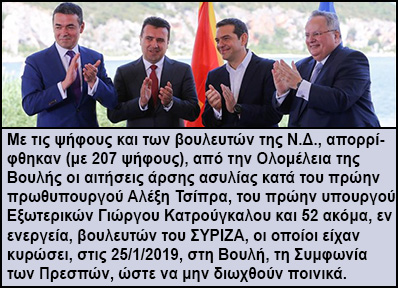 Με τις ψήφους και των βουλευτών της Ν.Δ., απορρί-
φθηκαν (με 207 ψήφους), από την Ολομέλεια της
Βουλής οι αιτήσεις άρσης ασυλίας κατά του πρώην
πρωθυπουργού Αλέξη Τσίπρα, του πρώην υπουργού
Εξωτερικών Γιώργου Κατρούγκαλου και 52 ακόμα, εν
ενεργεία, βουλευτών του ΣΥΡΙΖΑ, οι οποίοι είχαν
κυρώσει, στις 25/1/2019, στη Βουλή, τη Συμφωνία
των Πρεσπών, ώστε να μην διωχθούν ποινικά.